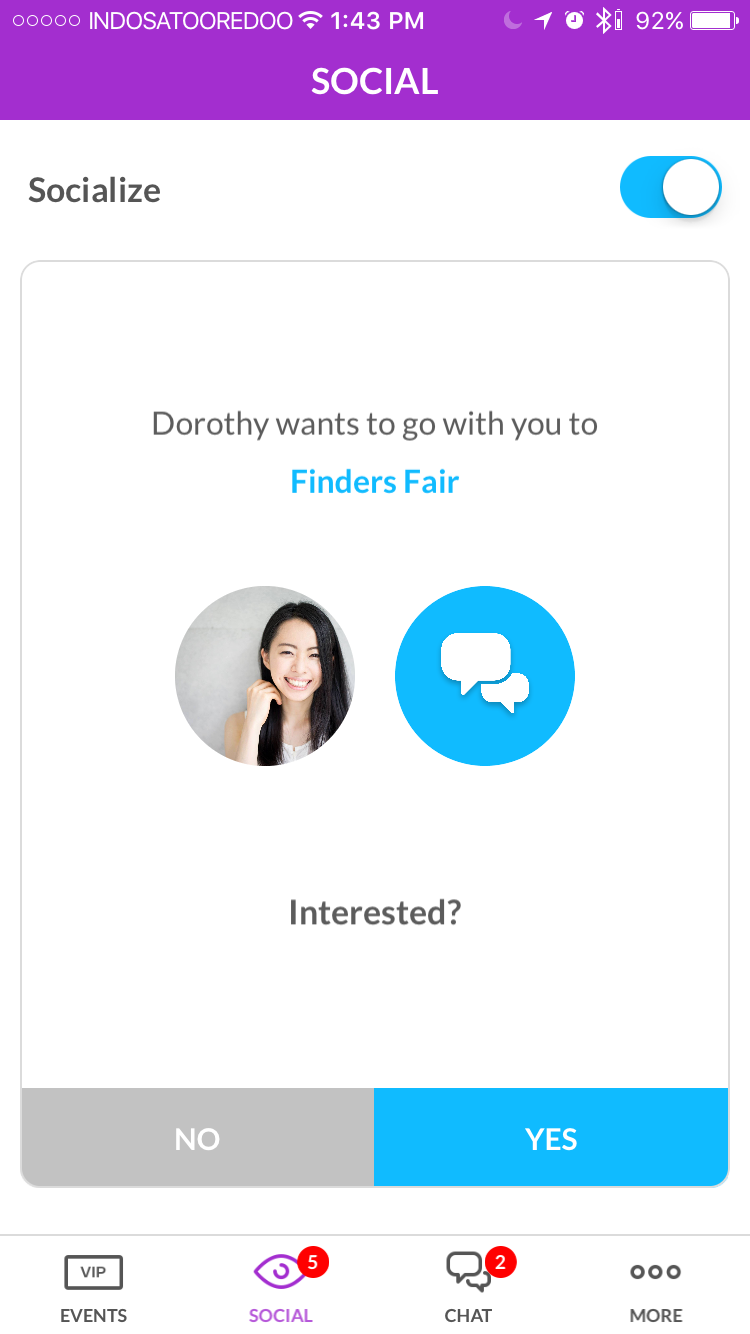 INDOSATOOREDOO 1:43 PM 92%
SOCIAL
Socialize
Dorothy wants to go with you to
Finders Fair
Interested?
NO YES
VIP 5 2
EVENTS SOCIAL CHAT MORE